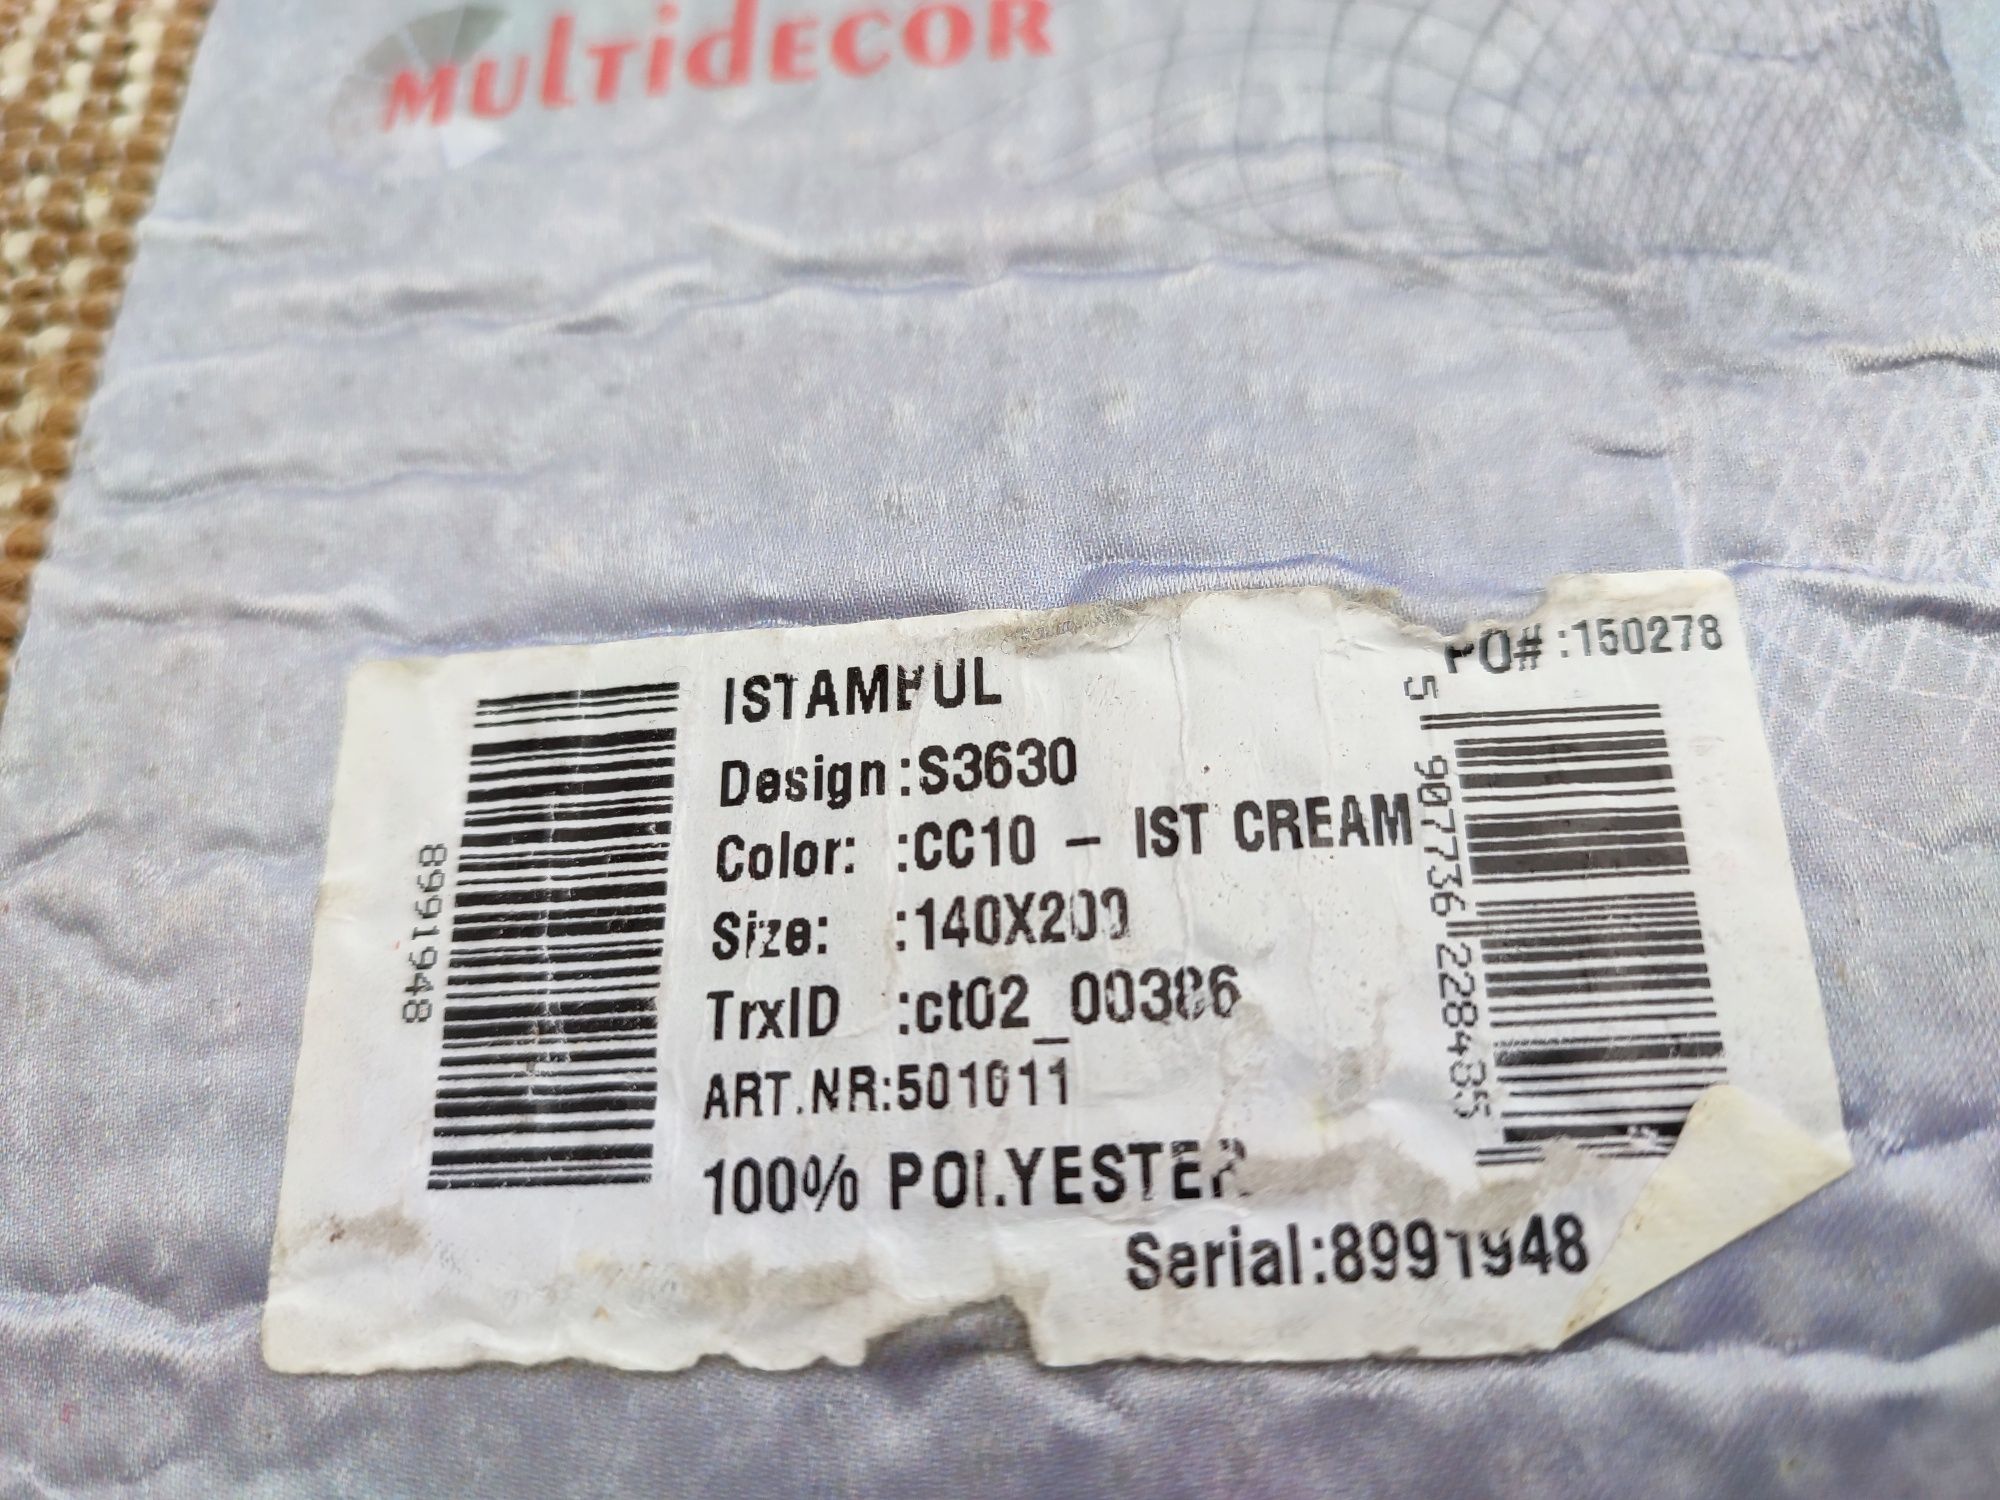 MULTIDECOR
ISTAMBUL
PO#:150278
Design:S3630
Color: :CC10 - IST CREAM
Size: :140X200
TrxID :ct02_00386
ART.NR:501011
100% POLYESTER
Serial:8991948
8991948
5 907736 228435